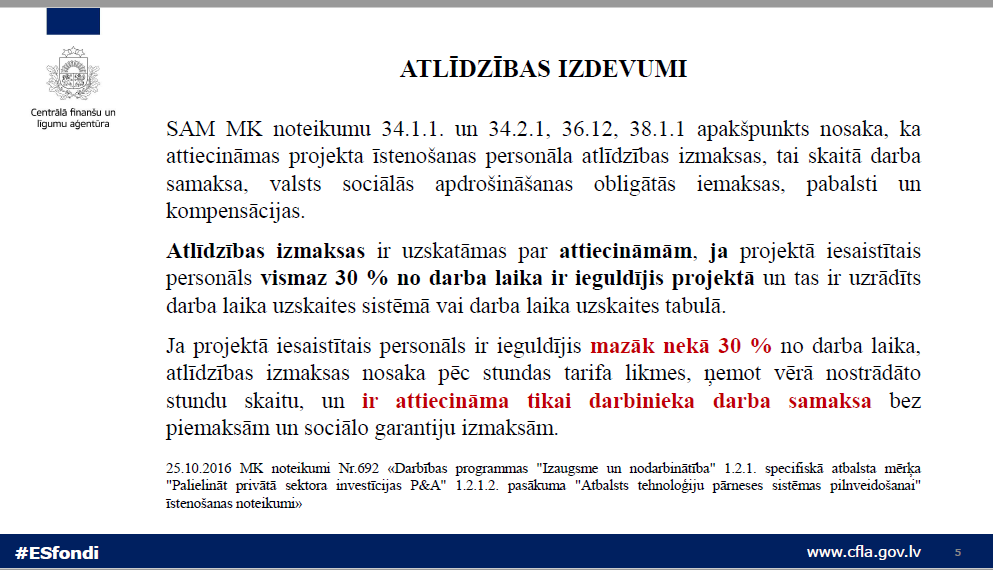 Centrālā finanšu un
līgumu aģentūra
ATLĪDZĪBAS IZDEVUMI
SAM MK noteikumu 34.1.1. un 34.2.1, 36.12, 38.1.1 apakšpunkts nosaka, ka
attiecināmas projekta īstenošanas personāla atlīdzības izmaksas, tai skaitā darba
samaksa, valsts sociālās apdrošināšanas obligātās iemaksas, pabalsti un
kompensācijas.
Atlīdzības izmaksas ir uzskatāmas par attiecināmām, ja projektā iesaistītais
personāls vismaz 30 % no darba laika ir ieguldījis projektā un tas ir uzrādīts
darba laika uzskaites sistēmā vai darba laika uzskaites tabulā.
Ja projektā iesaistītais personāls ir ieguldījis mazāk nekā 30 % no darba laika,
atlīdzības izmaksas nosaka pēc stundas tarifa likmes, ņemot vērā nostrādāto
stundu skaitu, un ir attiecināma tikai darbinieka darba samaksa bez
piemaksām un sociālo garantiju izmaksām.
25.10.2016 MK noteikumi Nr.692 «Darbības programmas "Izaugsme un nodarbinātība" 1.2.1. specifiskā atbalsta mērķa
"Palielināt privātā sektora investīcijas P&A" 1.2.1.2. pasākuma "Atbalsts tehnoloģiju pārneses sistēmas pilnveidošanai"
īstenošanas noteikumi»
#ESfondi
www.cfla.gov.lv
5